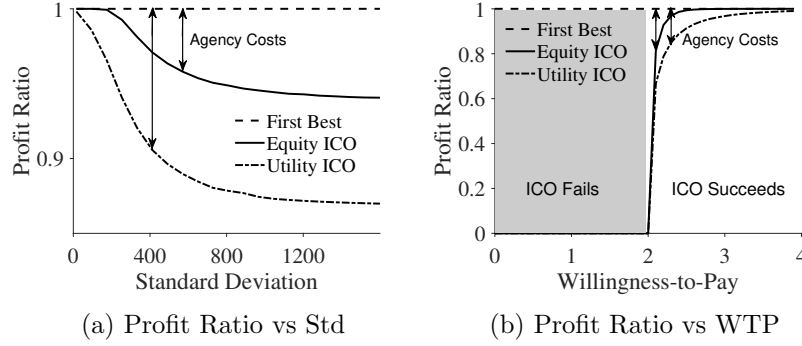 1
0.9
Profit Ratio
Agency Costs
First Best
Equity ICO
Utility ICO
0 400 800 1200
Standard Deviation
(a) Profit Ratio vs Std
1
0.8
0.6
0.4
0.2
0
Profit Ratio
First Best
Equity ICO
Utility ICO
Agency Costs
ICO Fails
ICO Succeeds
0 1 2 3 4
Willingness-to-Pay
(b) Profit Ratio vs WTP